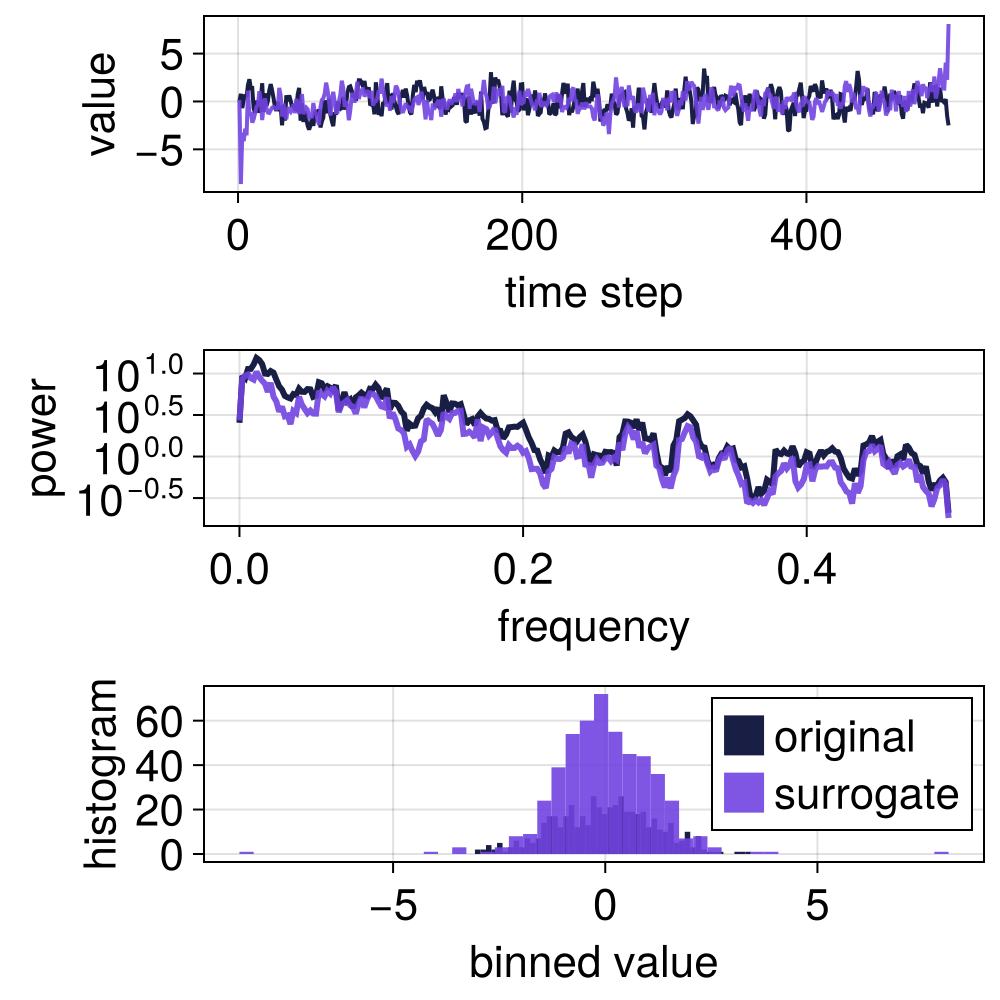 value
5
0
−5
0 200 400
time step
power
10^1.0
10^0.5
10^0.0
10^−0.5
0.0 0.2 0.4
frequency
histogram
60
40
20
0
original
surrogate
−5 0 5
binned value